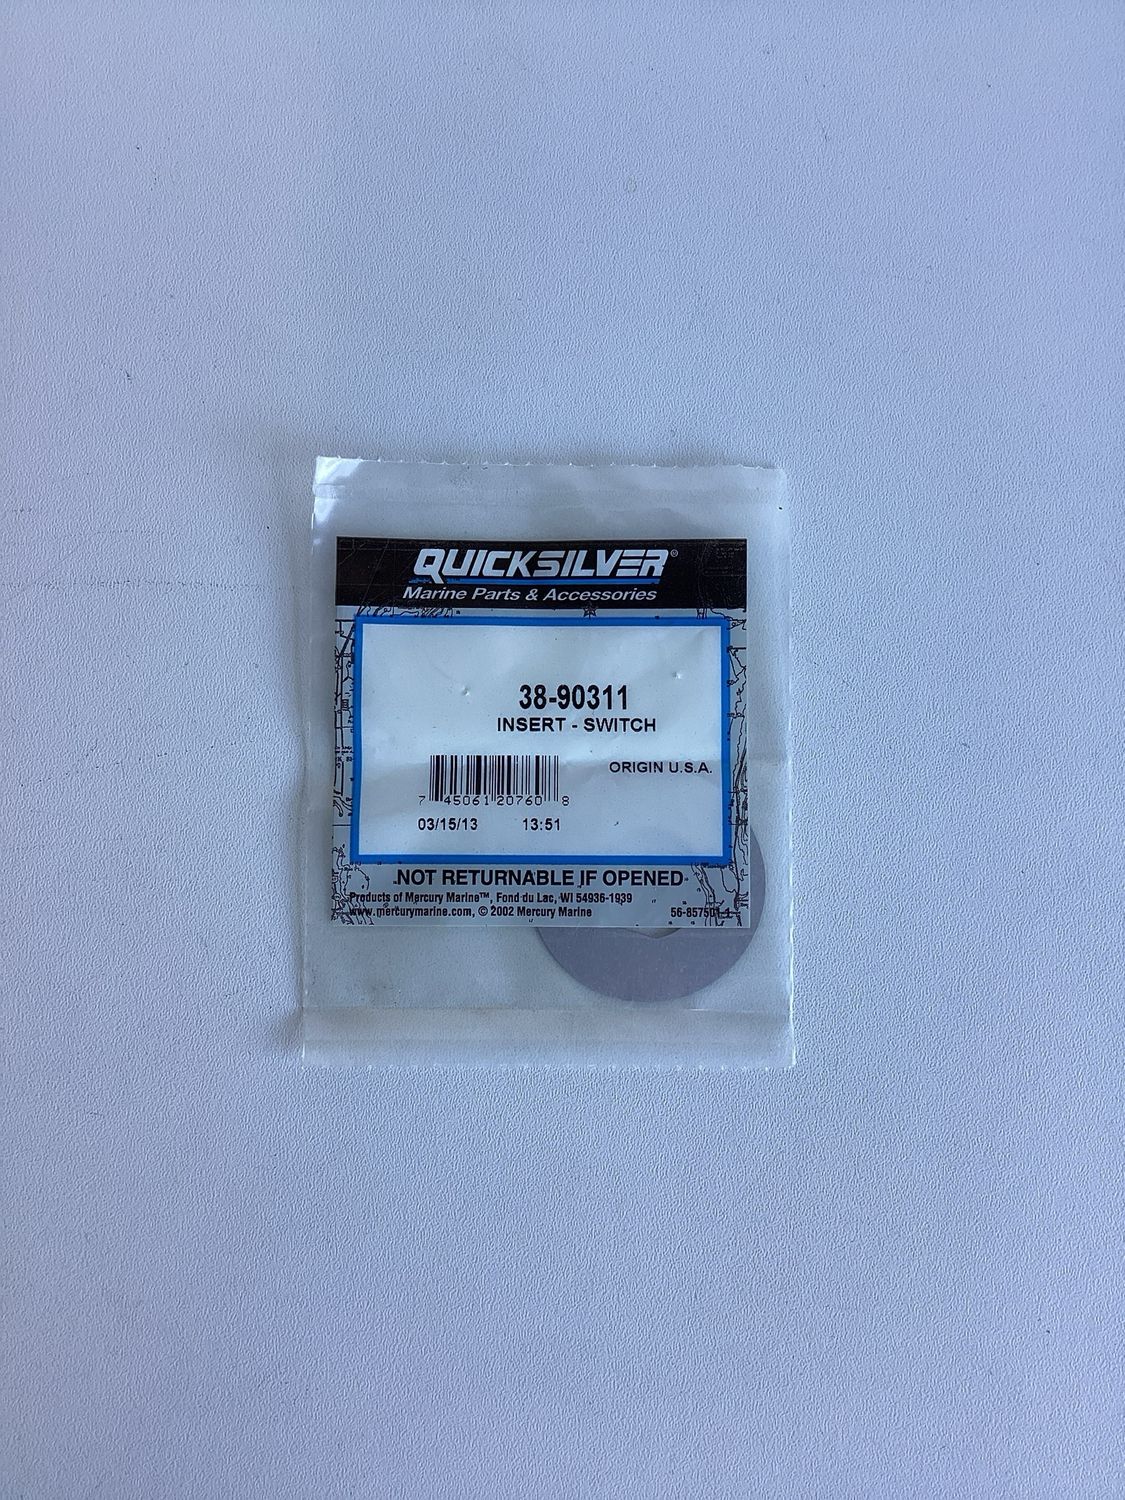 QUICKSILVER®
Marine Parts & Accessories
38-90311
INSERT - SWITCH
ORIGIN U.S.A.
7 45061 20760 8
03/15/13 13:51
NOT RETURNABLE IF OPENED
Products of Mercury Marine™, Fond du Lac, WI 54936-1939
www.mercurymarine.com, © 2002 Mercury Marine